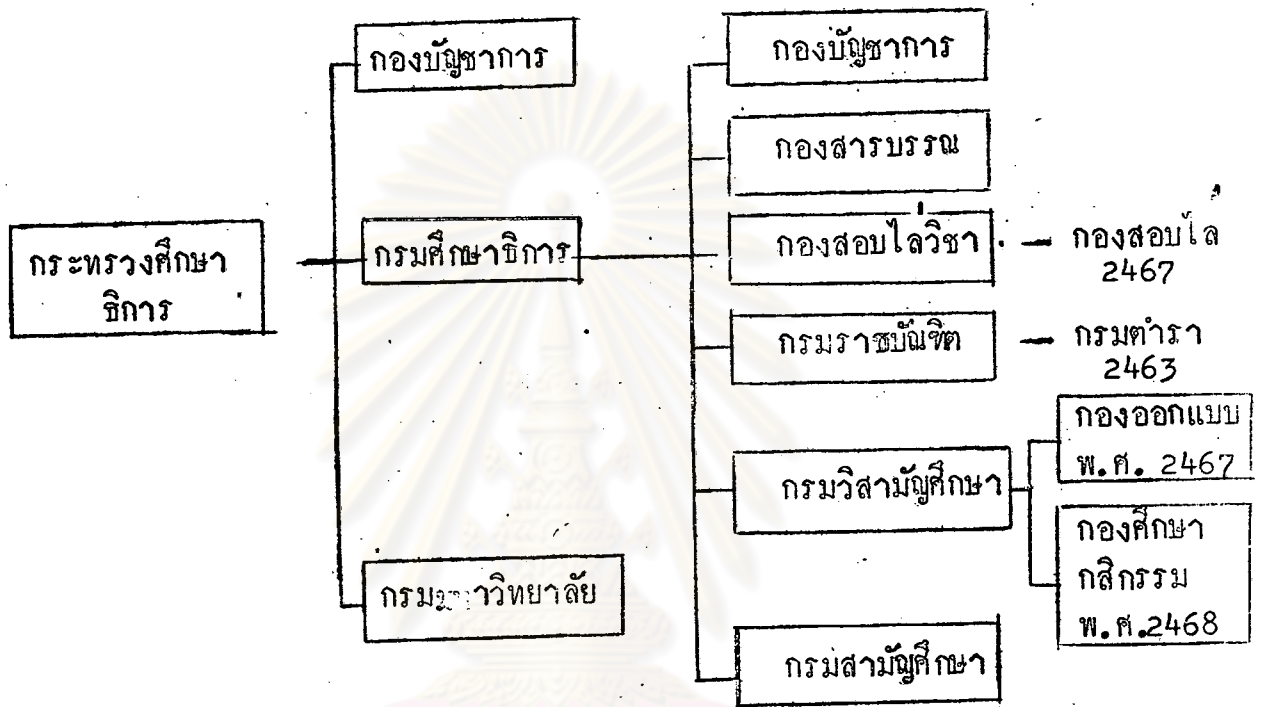 กระทรวงศึกษา
ธิการ
กองบัญชาการ
กรมศึกษาธิการ
กรมมหาวิทยาลัย
กองบัญชาการ
กองสารบรรณ
กองสอบไล่วิชา
กองสอบไล่
2467
กรมราชบัณฑิต
กรมตำรา
2463
กรมวิสามัญศึกษา
กองออกแบบ
พ.ศ. 2467
กองศึกษา
กสิกรรม
พ.ศ.2468
กรมสามัญศึกษา